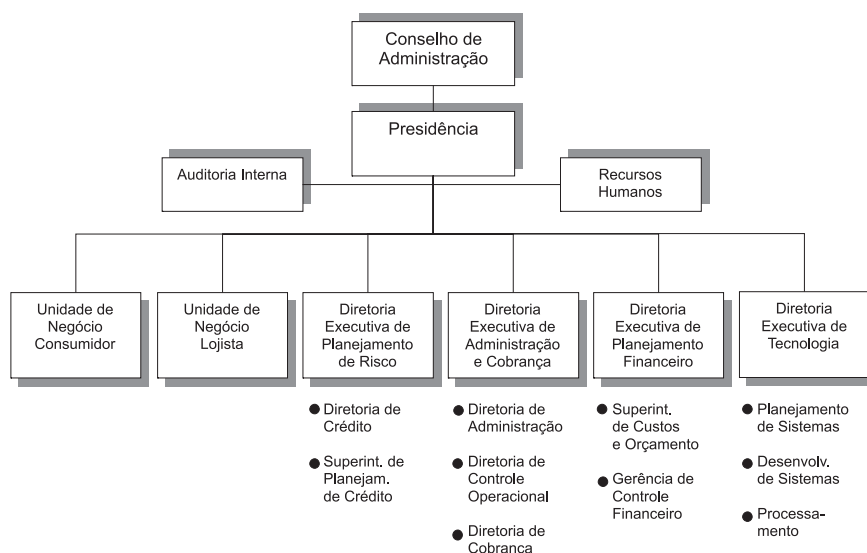 Conselho de
Administração
Presidência
Auditoria Interna
Recursos
Humanos
Unidade de
Negócio
Consumidor
Unidade de
Negócio
Lojista
Diretoria
Executiva de
Planejamento
de Risco
Diretoria
Executiva de
Administração
e Cobrança
Diretoria
Executiva de
Planejamento
Financeiro
Diretoria
Executiva de
Tecnologia
● Diretoria de
Crédito
● Superint. de
Planejam.
de Crédito
● Diretoria de
Administração
● Diretoria de
Controle
Operacional
● Diretoria de
Cobrança
● Superint.
de Custos
e Orçamento
● Gerência de
Controle
Financeiro
● Planejamento
de Sistemas
● Desenvolv.
de Sistemas
● Processa-
mento